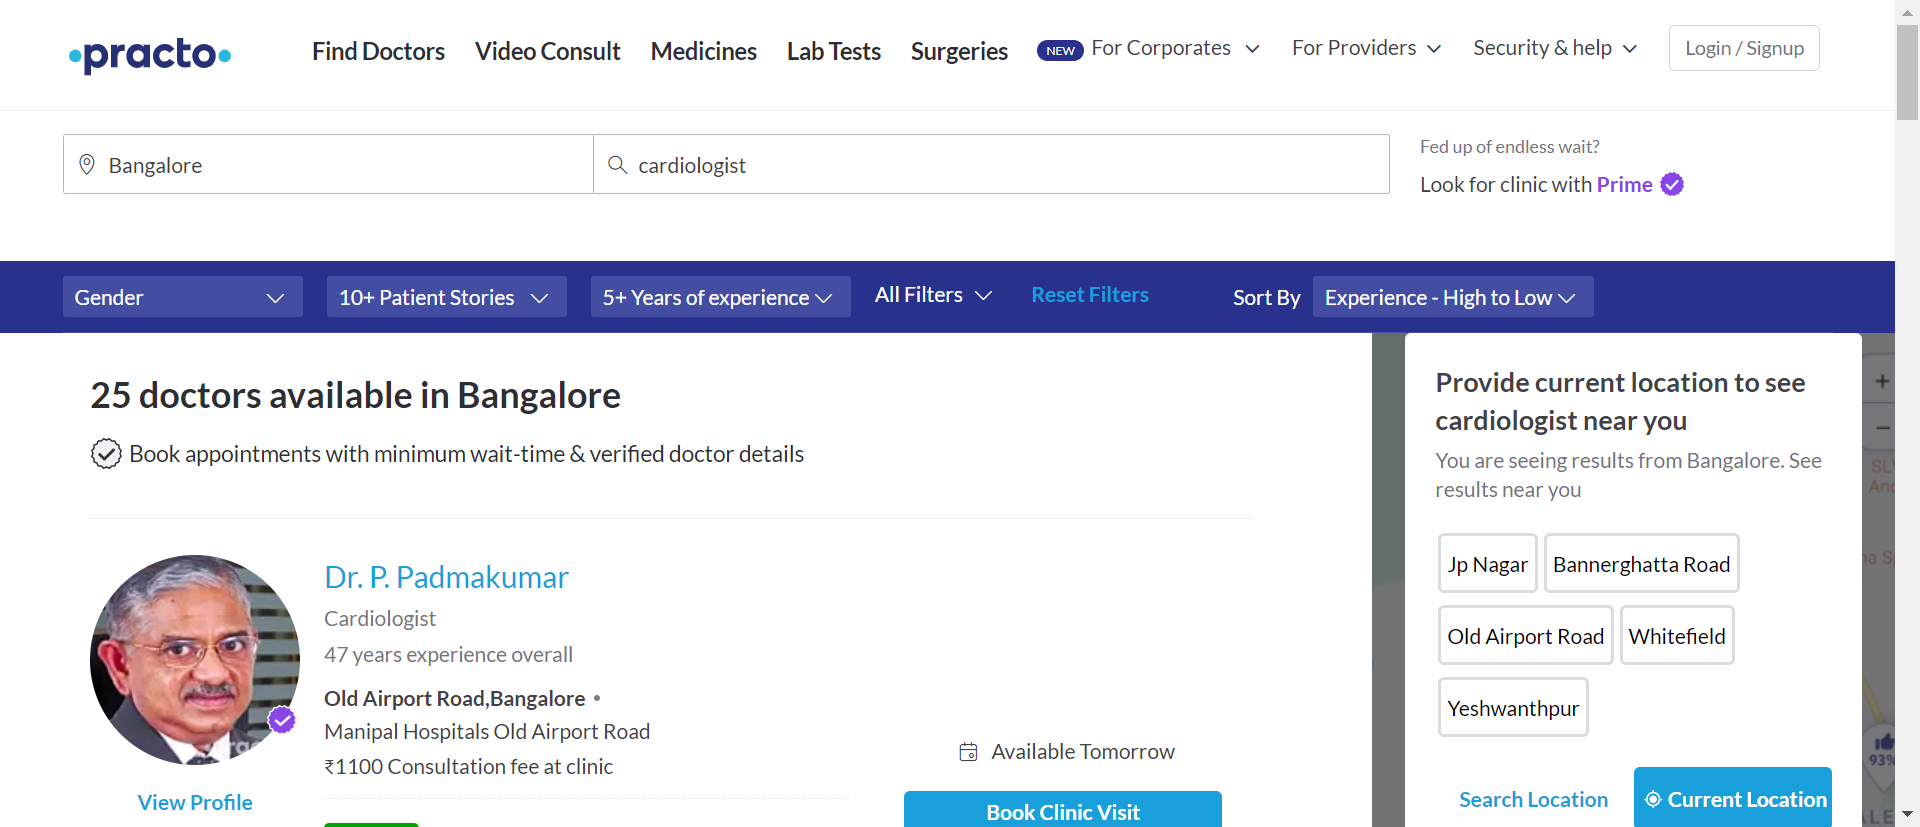 practo
Find Doctors
Video Consult
Medicines
Lab Tests
Surgeries
NEW For Corporates
For Providers
Security & help
Login / Signup
Bangalore
cardiologist
Fed up of endless wait?
Look for clinic with Prime
Gender
10+ Patient Stories
5+ Years of experience
All Filters
Reset Filters
Sort By
Experience - High to Low
25 doctors available in Bangalore
Book appointments with minimum wait-time & verified doctor details
Dr. P. Padmakumar
Cardiologist
47 years experience overall
Old Airport Road,Bangalore •
Manipal Hospitals Old Airport Road
₹1100 Consultation fee at clinic
View Profile
Available Tomorrow
Book Clinic Visit
Provide current location to see
cardiologist near you
You are seeing results from Bangalore. See
results near you
Jp Nagar
Bannerghatta Road
Old Airport Road
Whitefield
Yeshwanthpur
Search Location
Current Location
+
−
93%